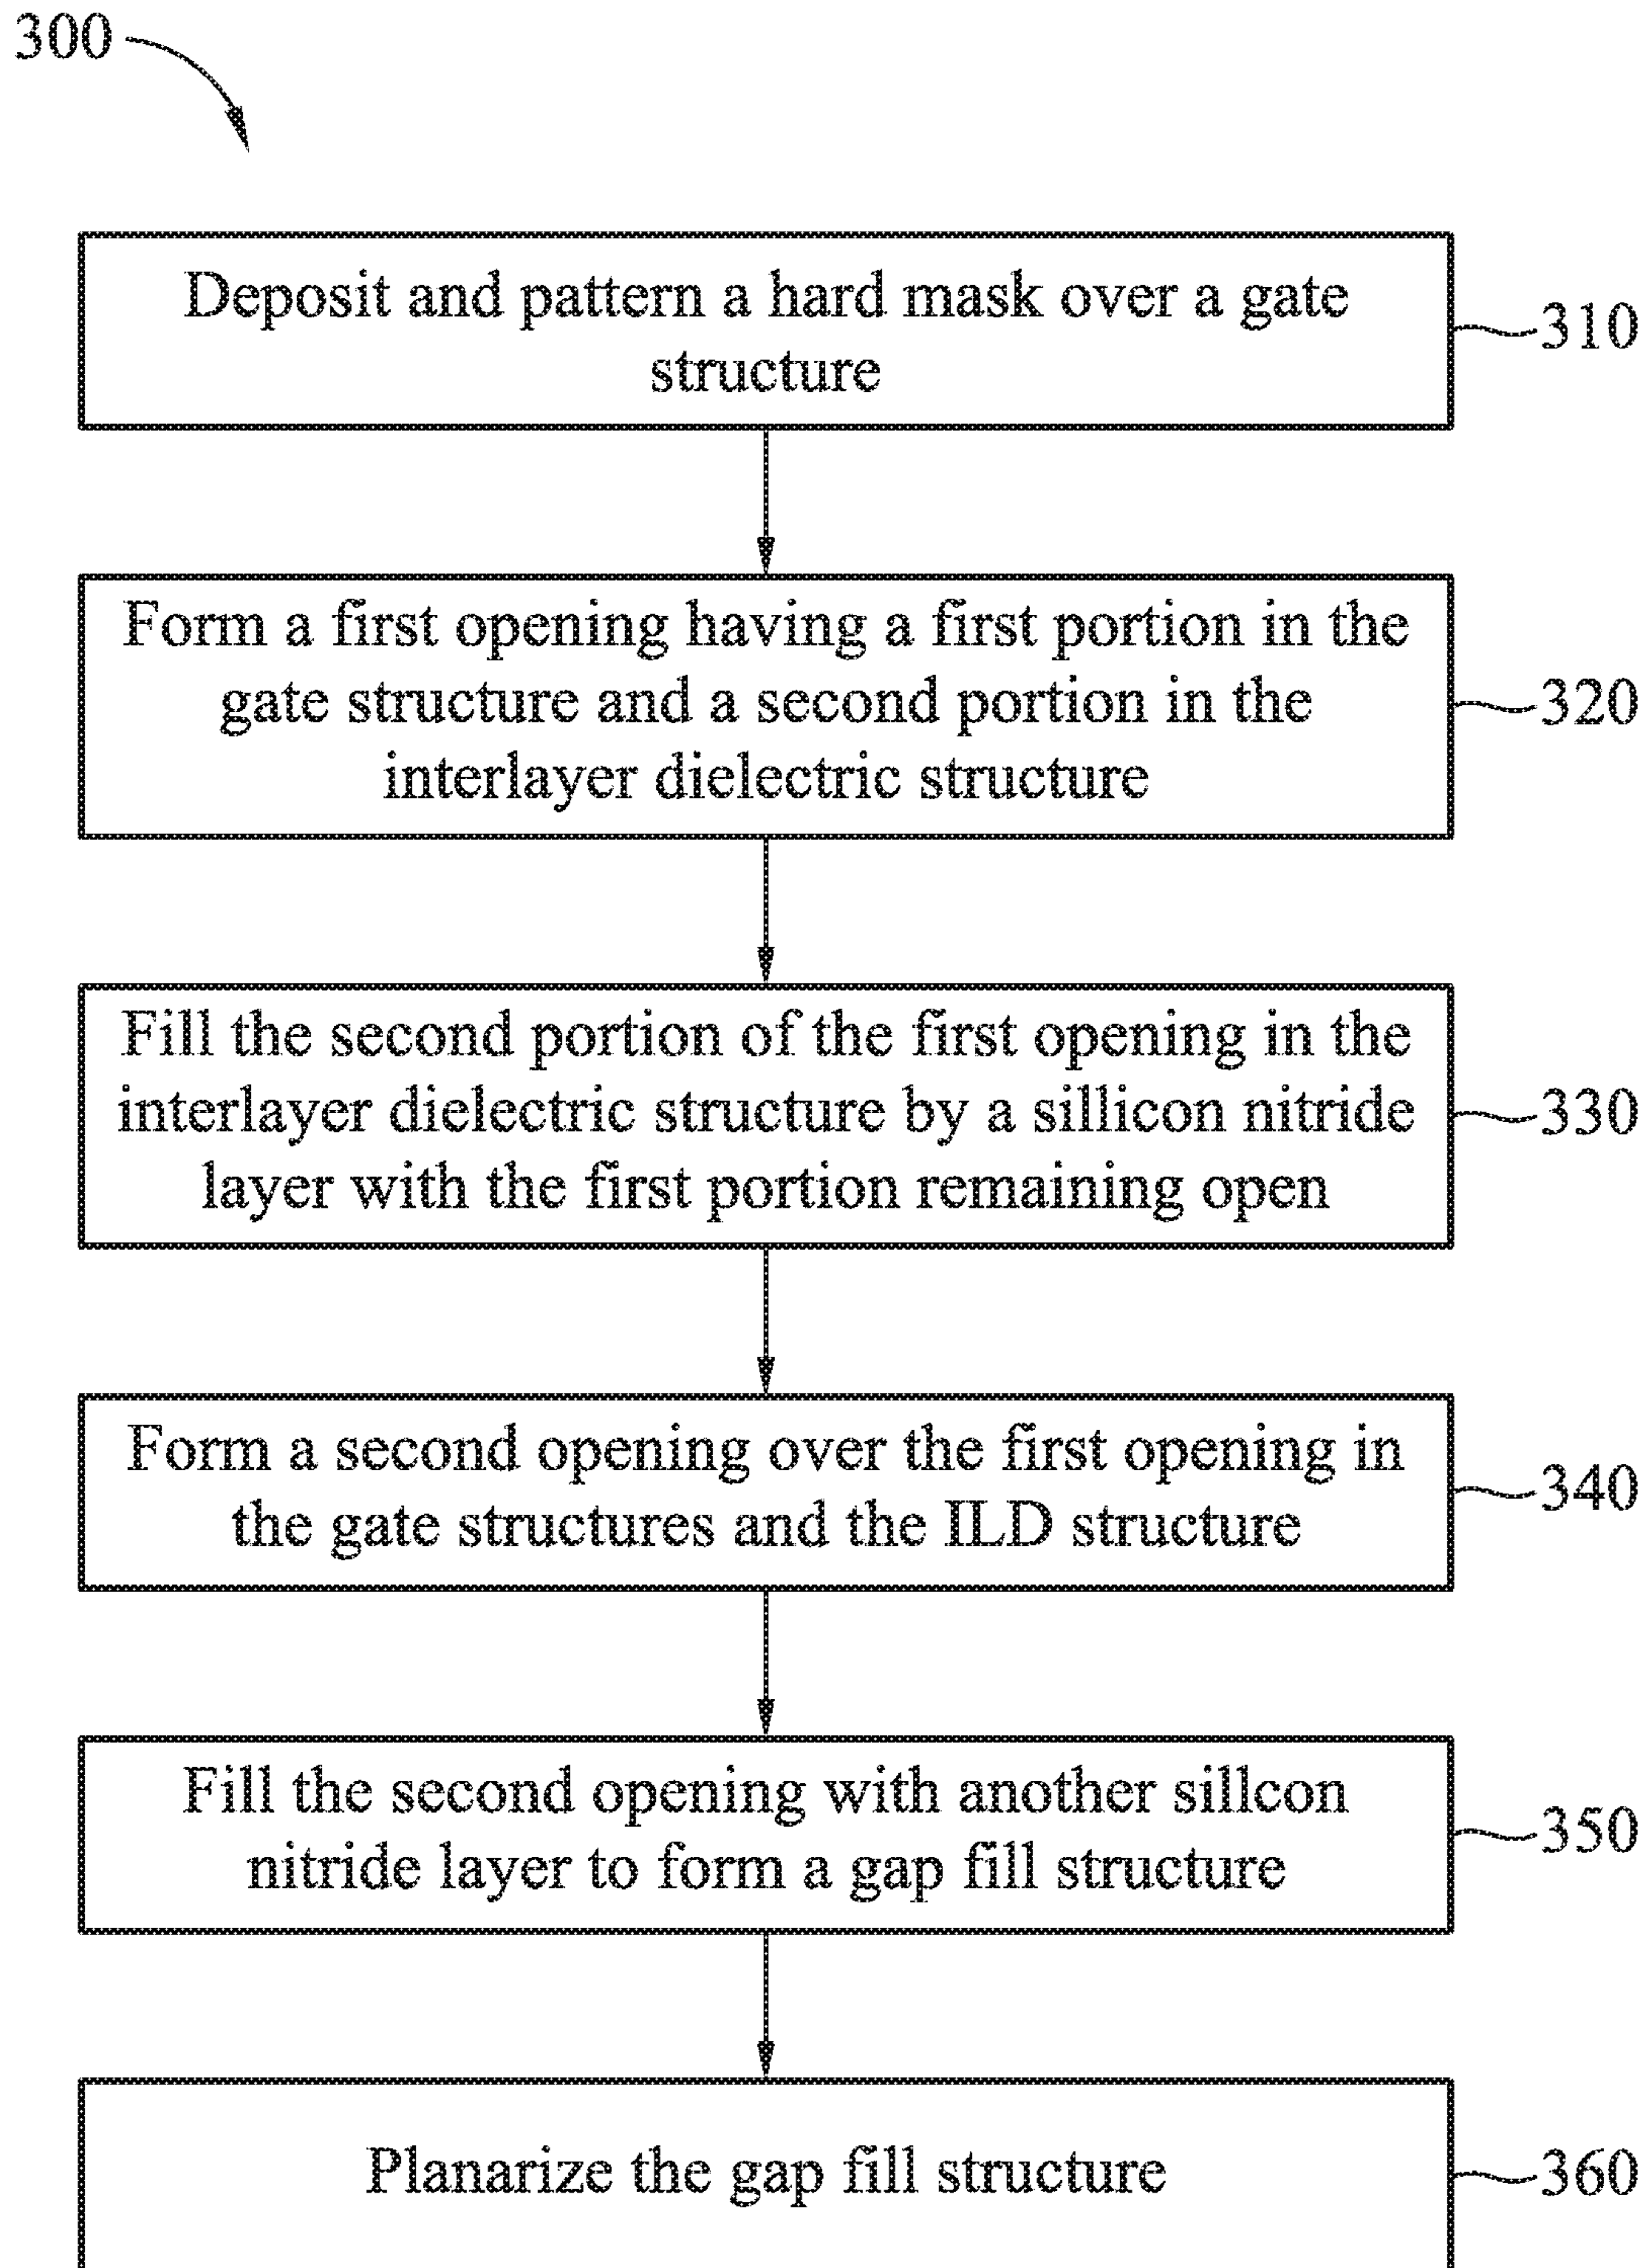 300
Deposit and pattern a hard mask over a gate
structure
310
Form a first opening having a first portion in the
gate structure and a second portion in the
interlayer dielectric structure
320
Fill the second portion of the first opening in the
interlayer dielectric structure by a sillicon nitride
layer with the first portion remaining open
330
Form a second opening over the first opening in
the gate structures and the ILD structure
340
Fill the second opening with another sillcon
nitride layer to form a gap fill structure
350
Planarize the gap fill structure
360